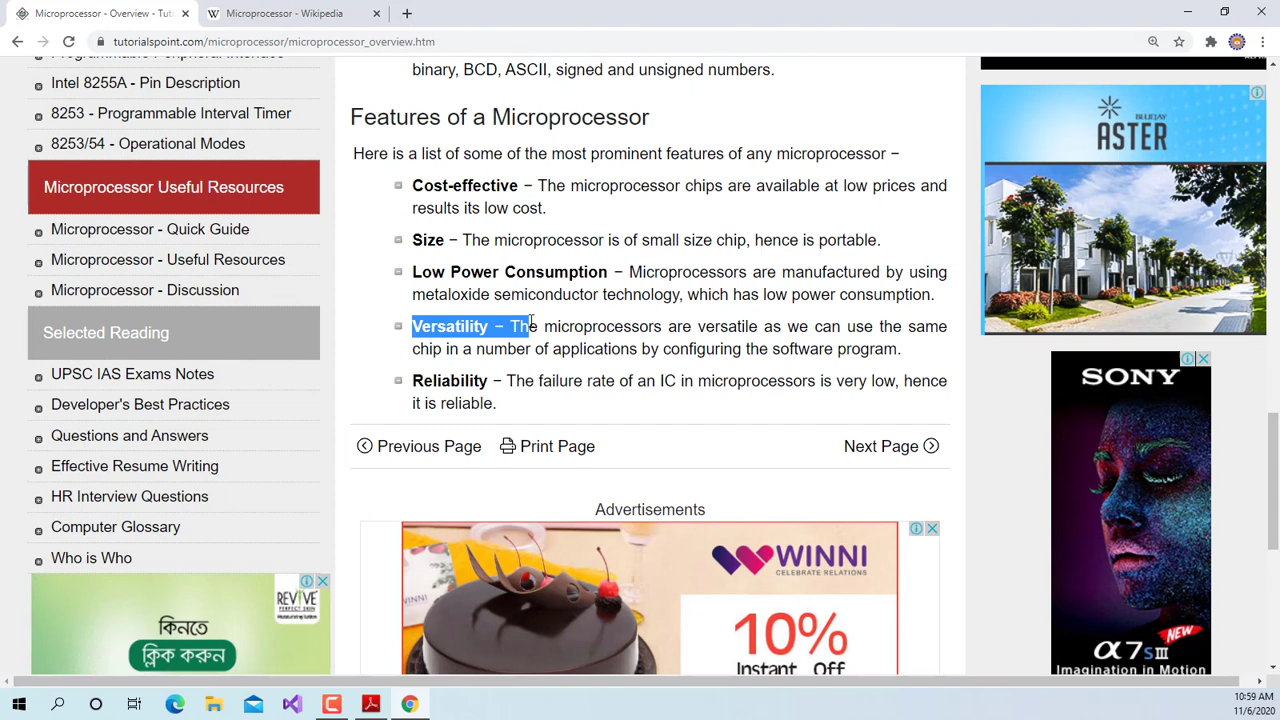 Microprocessor - Overview - Tuto
Microprocessor - Wikipedia
tutorialspoint.com/microprocessor/microprocessor_overview.htm
Intel 8255A - Pin Description
8253 - Programmable Interval Timer
8253/54 - Operational Modes
Microprocessor Useful Resources
Microprocessor - Quick Guide
Microprocessor - Useful Resources
Microprocessor - Discussion
Selected Reading
UPSC IAS Exams Notes
Developer's Best Practices
Questions and Answers
Effective Resume Writing
HR Interview Questions
Computer Glossary
Who is Who
REVIVE
PERFECT SKIN
কিনতে
ক্লিক করুন
binary, BCD, ASCII, signed and unsigned numbers.
Features of a Microprocessor
Here is a list of some of the most prominent features of any microprocessor −
Cost-effective − The microprocessor chips are available at low prices and
results its low cost.
Size − The microprocessor is of small size chip, hence is portable.
Low Power Consumption − Microprocessors are manufactured by using
metaloxide semiconductor technology, which has low power consumption.
Versatility − The microprocessors are versatile as we can use the same
chip in a number of applications by configuring the software program.
Reliability − The failure rate of an IC in microprocessors is very low, hence
it is reliable.
Previous Page
Print Page
Next Page
Advertisements
WINNI
CELEBRATE RELATIONS
10%
Instant Off
ASTER
SONY
α7sIII
NEW
Imagination in Motion
10:59 AM
11/6/2020